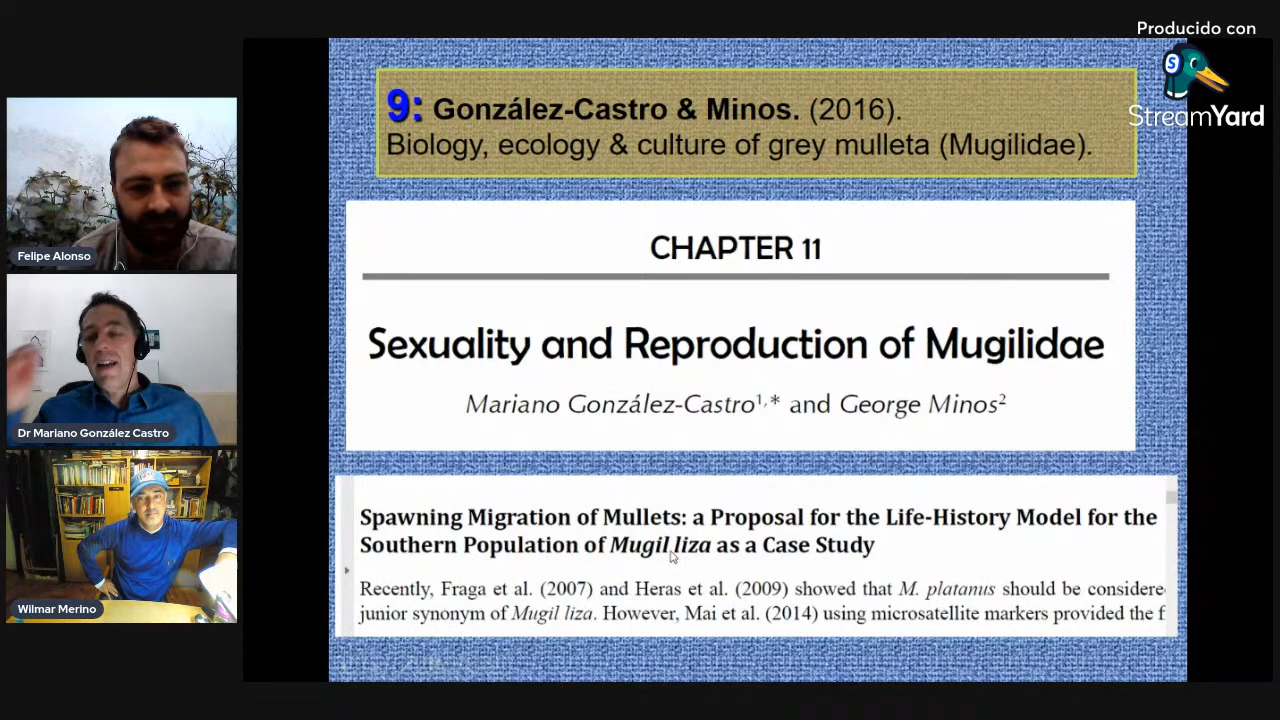 Producido con
StreamYard
9: González-Castro & Minos. (2016).
Biology, ecology & culture of grey mulleta (Mugilidae).
CHAPTER 11
Sexuality and Reproduction of Mugilidae
Mariano González-Castro¹,* and George Minos²
Spawning Migration of Mullets: a Proposal for the Life-History Model for the
Southern Population of Mugil liza as a Case Study
Recently, Fraga et al. (2007) and Heras et al. (2009) showed that M. platanus should be considere
junior synonym of Mugil liza. However, Mai et al. (2014) using microsatellite markers provided the f
Felipe Alonso
Dr Mariano González Castro
Wilmar Merino